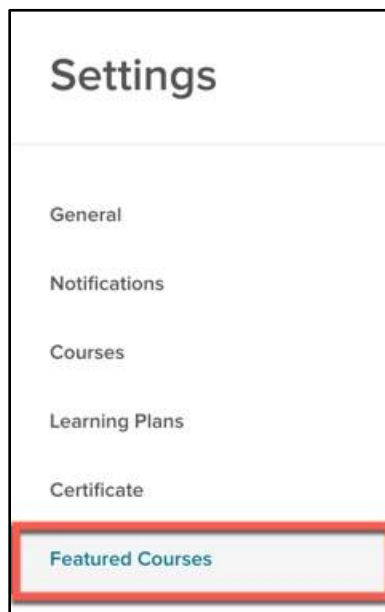 Settings
General
Notifications
Courses
Learning Plans
Certificate
Featured Courses